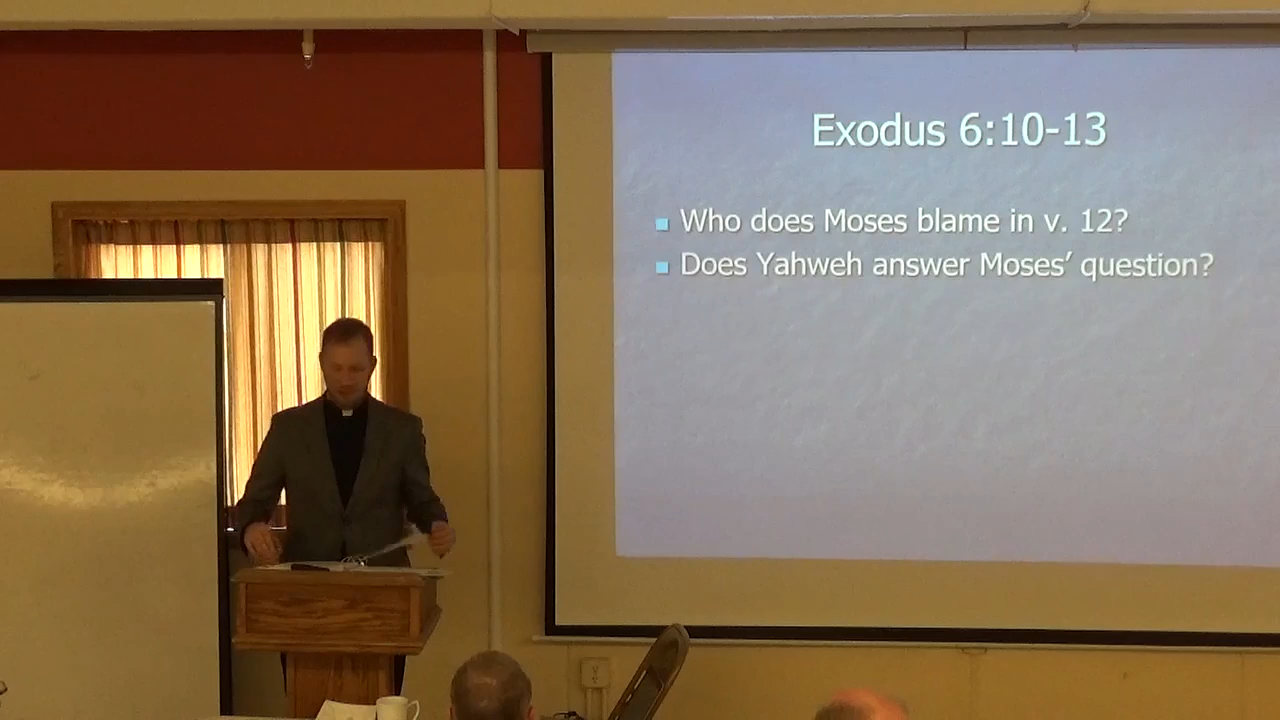 Exodus 6:10-13
Who does Moses blame in v. 12?
Does Yahweh answer Moses’ question?